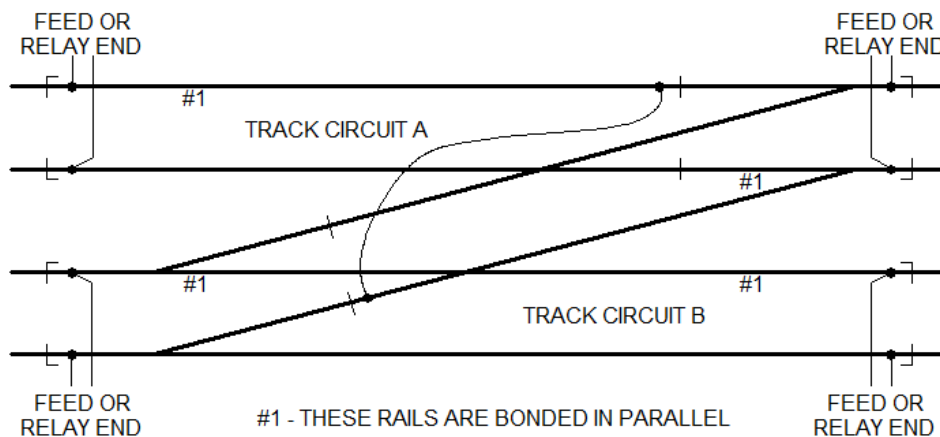 FEED OR
RELAY END
FEED OR
RELAY END
#1
TRACK CIRCUIT A
#1
#1
#1
TRACK CIRCUIT B
FEED OR
RELAY END
#1 - THESE RAILS ARE BONDED IN PARALLEL
FEED OR
RELAY END